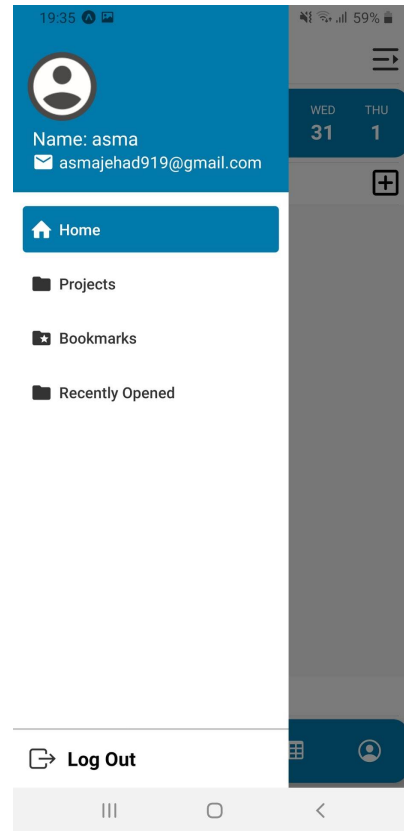 19:35 59%
WED THU
31 1
Name: asma
asmajehad919@gmail.com
Home
Projects
Bookmarks
Recently Opened
Log Out